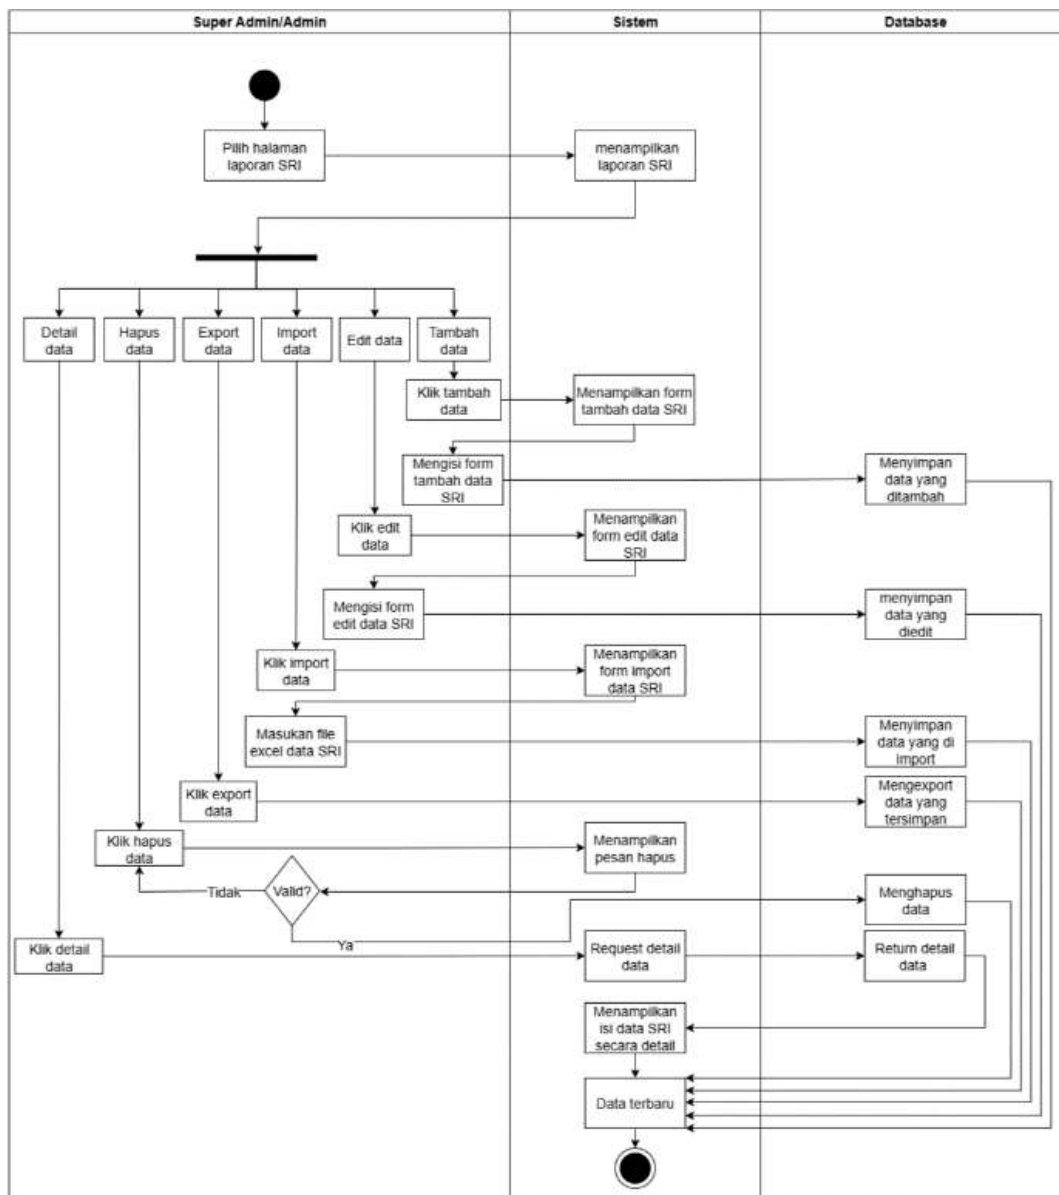 Super Admin/Admin
Sistem
Database
Pilih halaman
laporan SRI
menampilkan
laporan SRI
Detail
data
Hapus
data
Export
data
Import
data
Edit data
Tambah
data
Klik tambah
data
Menampilkan form
tambah data SRI
Mengisi form
tambah data
SRI
Menyimpan
data yang
ditambah
Klik edit
data
Menampilkan
form edit data
SRI
Mengisi form
edit data SRI
menyimpan
data yang
diedit
Klik import
data
Menampilkan
form import
data SRI
Masukan file
excel data SRI
Menyimpan
data yang di
import
Klik export
data
Mengexport
data yang
tersimpan
Klik hapus
data
Menampilkan
pesan hapus
Tidak
Valid?
Menghapus
data
Ya
Klik detail
data
Request detail
data
Return detail
data
Menampilkan
isi data SRI
secara detail
Data terbaru